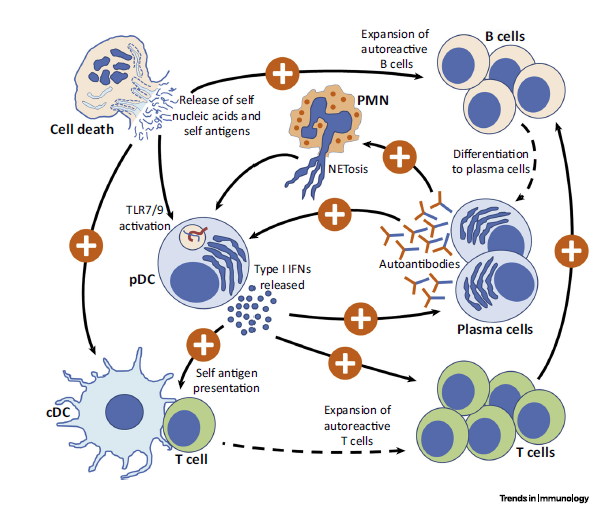 Expansion of
autoreactive
B cells
B cells
Cell death
Release of self
nucleic acids and
self antigens
PMN
NETosis
Differentiation
to plasma cells
TLR7/9
activation
pDC
Type I IFNs
released
Autoantibodies
Plasma cells
Self antigen
presentation
cDC
T cell
Expansion of
autoreactive
T cells
T cells
Trends in Immunology